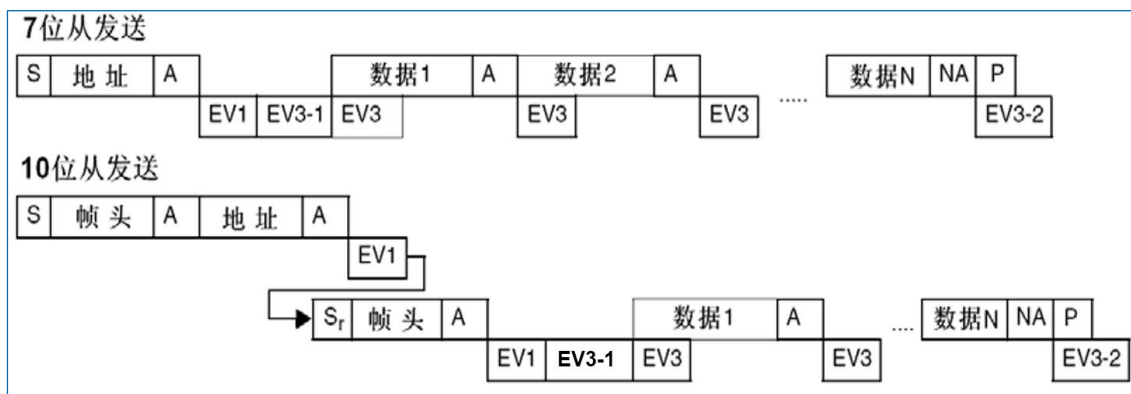 7位从发送
S 地址 A 数据1 A 数据2 A ..... 数据N NA P
EV1 EV3-1 EV3 EV3 EV3 EV3-2
10位从发送
S 帧头 A 地址 A
EV1
Sr 帧头 A 数据1 A .... 数据N NA P
EV1 EV3-1 EV3 EV3 EV3-2